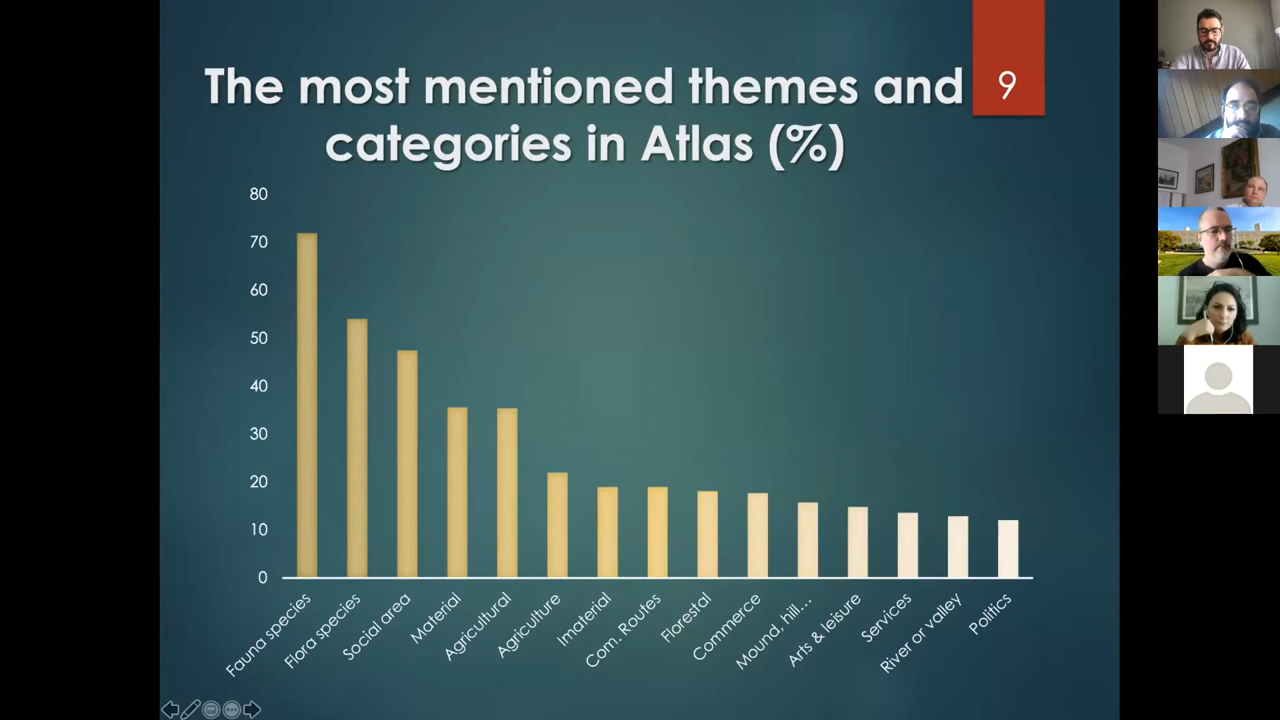 The most mentioned themes and
categories in Atlas (%)
9
80
70
60
50
40
30
20
10
0
Fauna species
Flora species
Social area
Material
Agricultural
Agriculture
Imaterial
Com. Routes
Florestal
Commerce
Mound, hill...
Arts & leisure
Services
River or valley
Politics